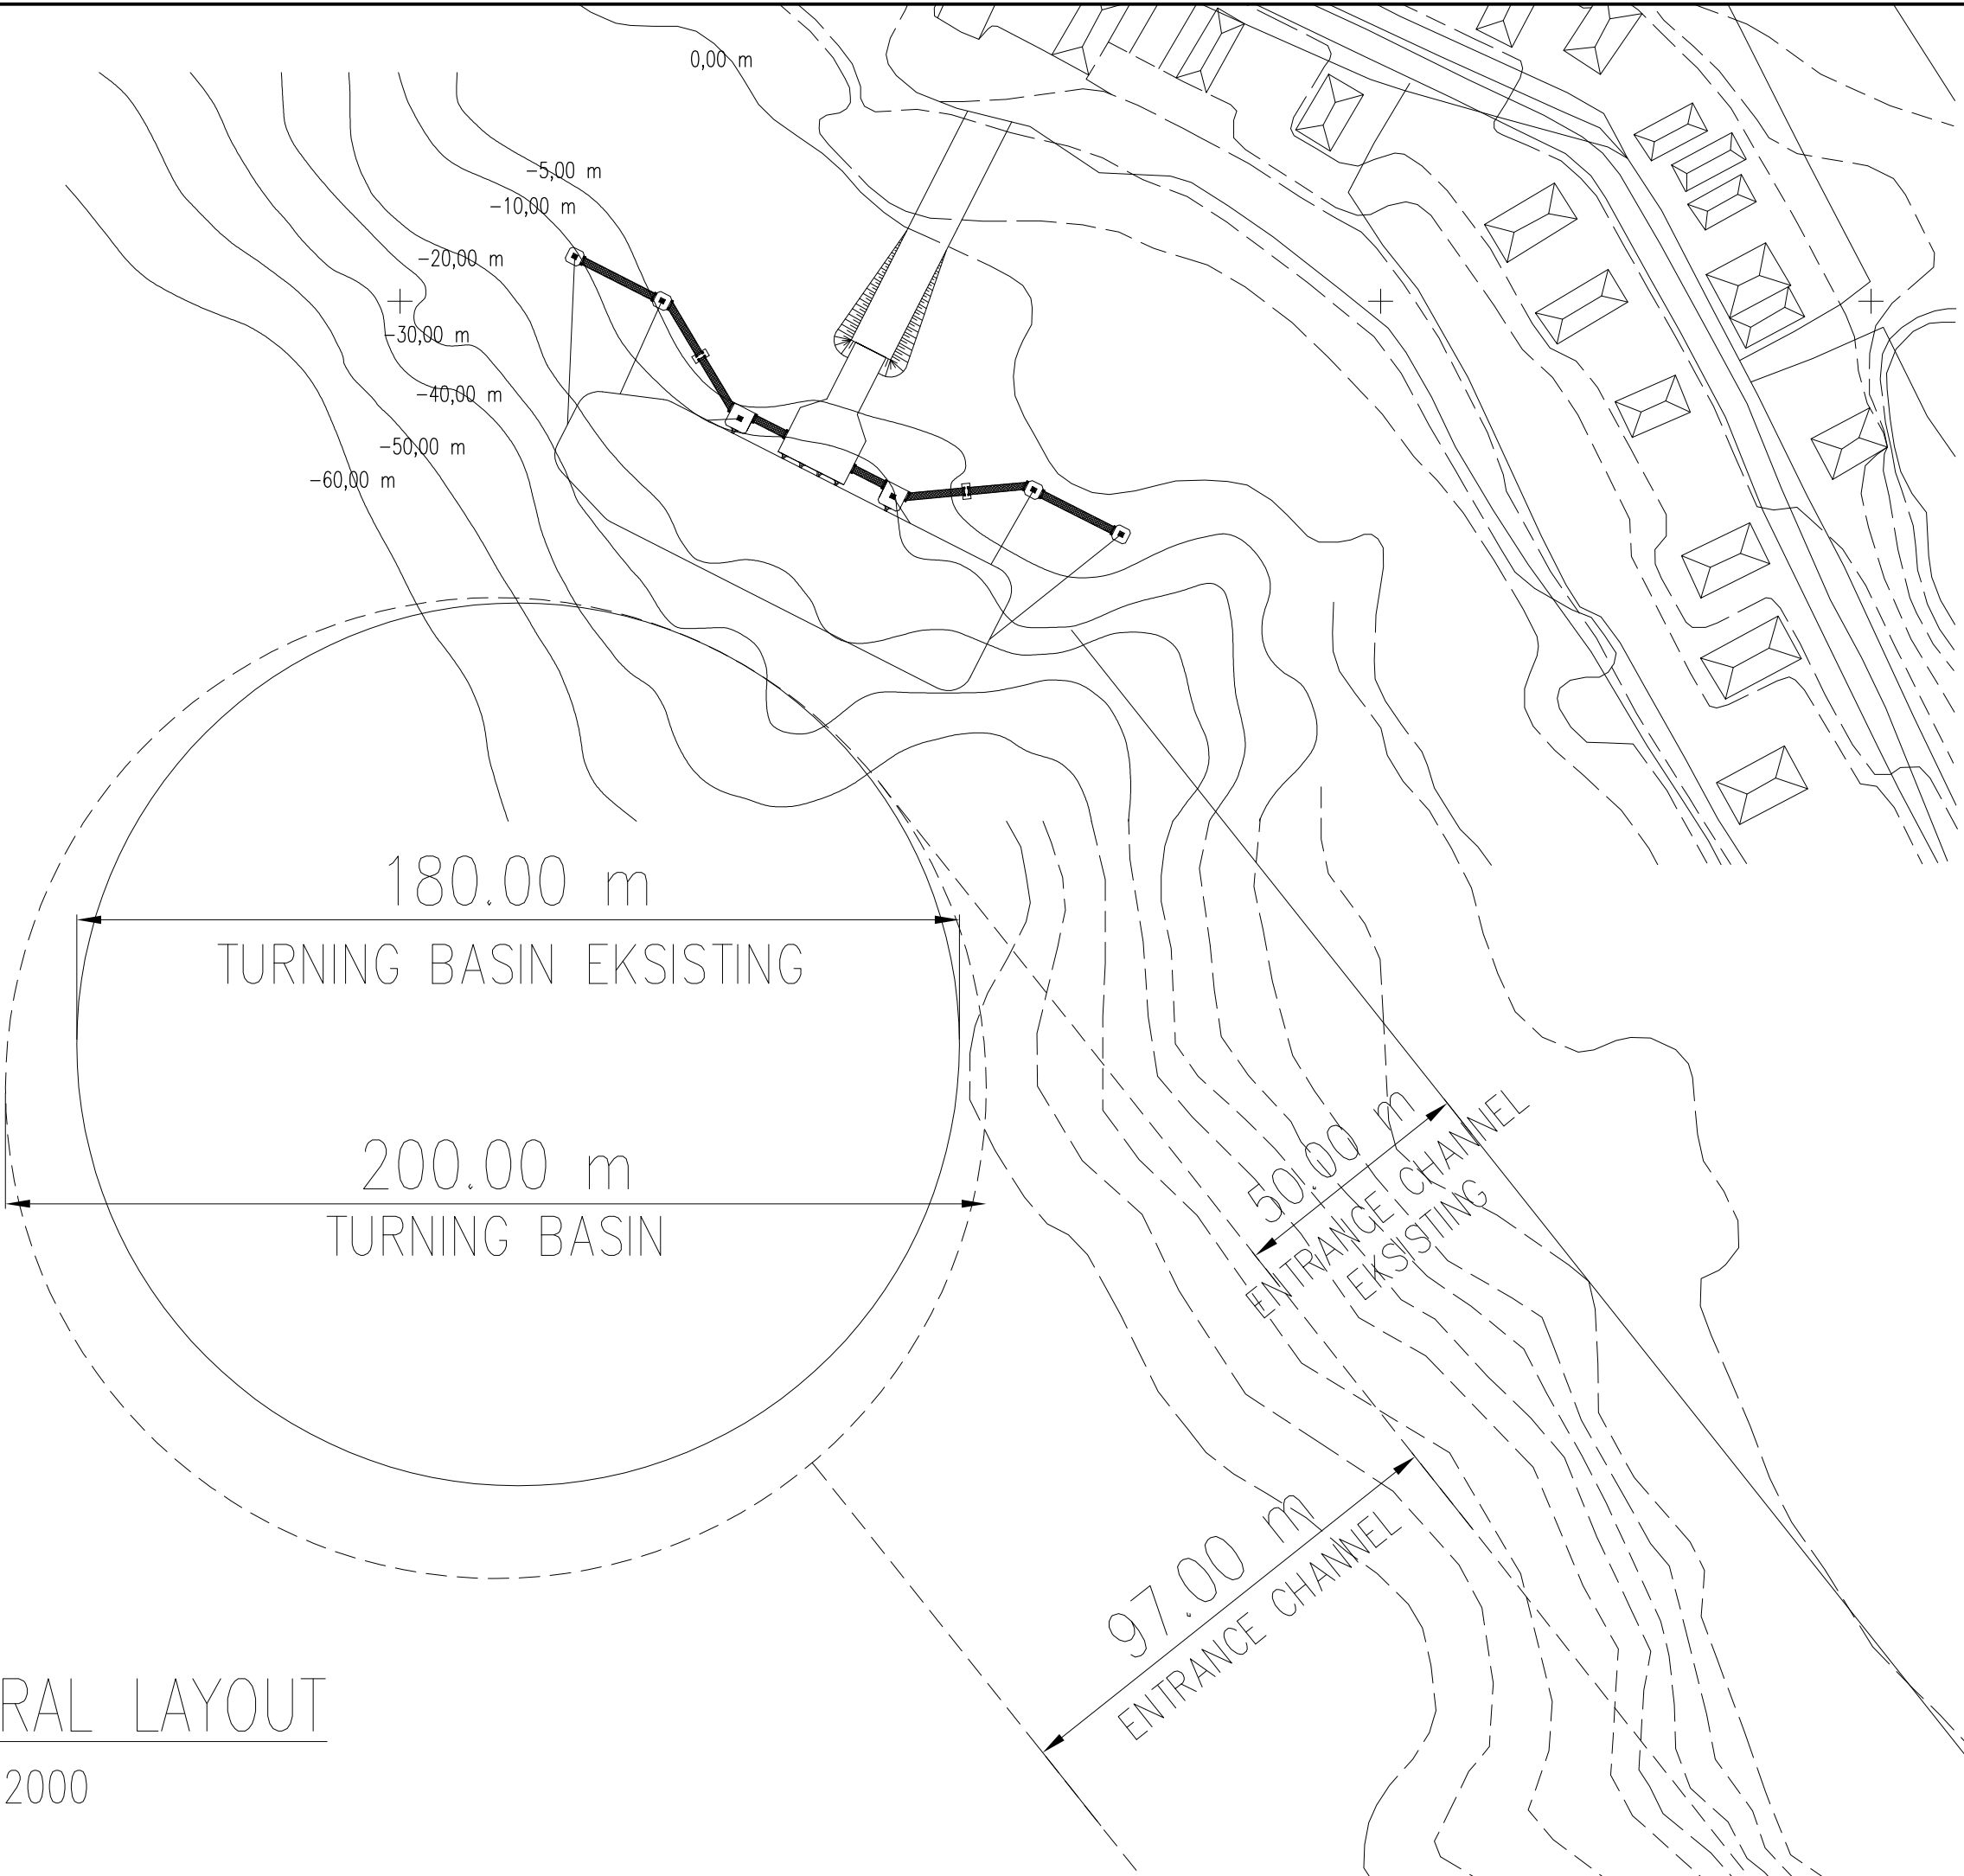 0,00 m
-5,00 m
-10,00 m
-20,00 m
-30,00 m
-40,00 m
-50,00 m
-60,00 m
180.00 m
TURNING BASIN EKSISTING
200.00 m
TURNING BASIN
50.00 m
ENTRANCE CHANNEL
EKSISTING
97.00 m
ENTRANCE CHANNEL
RAL LAYOUT
2000